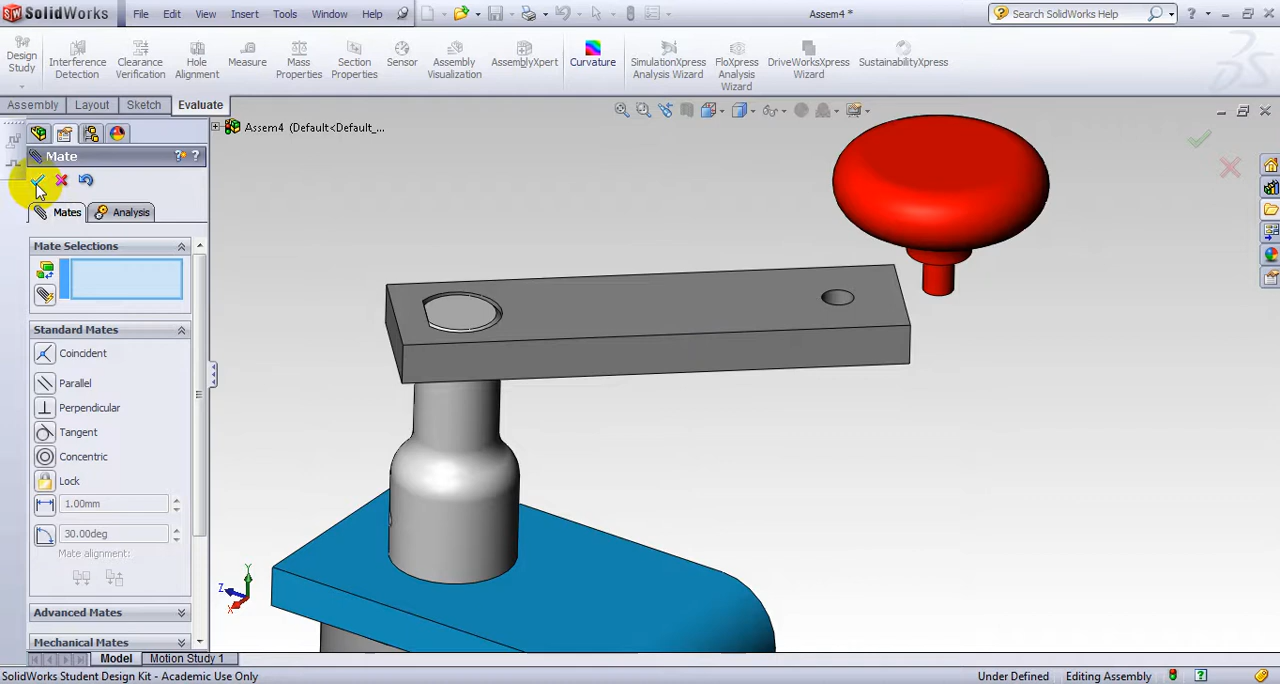 SolidWorks File Edit View Insert Tools Window Help Assem4 * Search SolidWorks Help
Design Study
Interference Detection
Clearance Verification
Hole Alignment
Measure
Mass Properties
Section Properties
Sensor
Assembly Visualization
AssemblyXpert
Curvature
SimulationXpress Analysis Wizard
FloXpress Analysis Wizard
DriveWorksXpress Wizard
SustainabilityXpress
Assembly Layout Sketch Evaluate
Assem4 (Default<Default_...
Mate
Mates Analysis
Mate Selections
Standard Mates
Coincident
Parallel
Perpendicular
Tangent
Concentric
Lock
1.00mm
30.00deg
Mate alignment:
Advanced Mates
Mechanical Mates
Y
Z
X
Model Motion Study 1
SolidWorks Student Design Kit - Academic Use Only Under Defined Editing Assembly